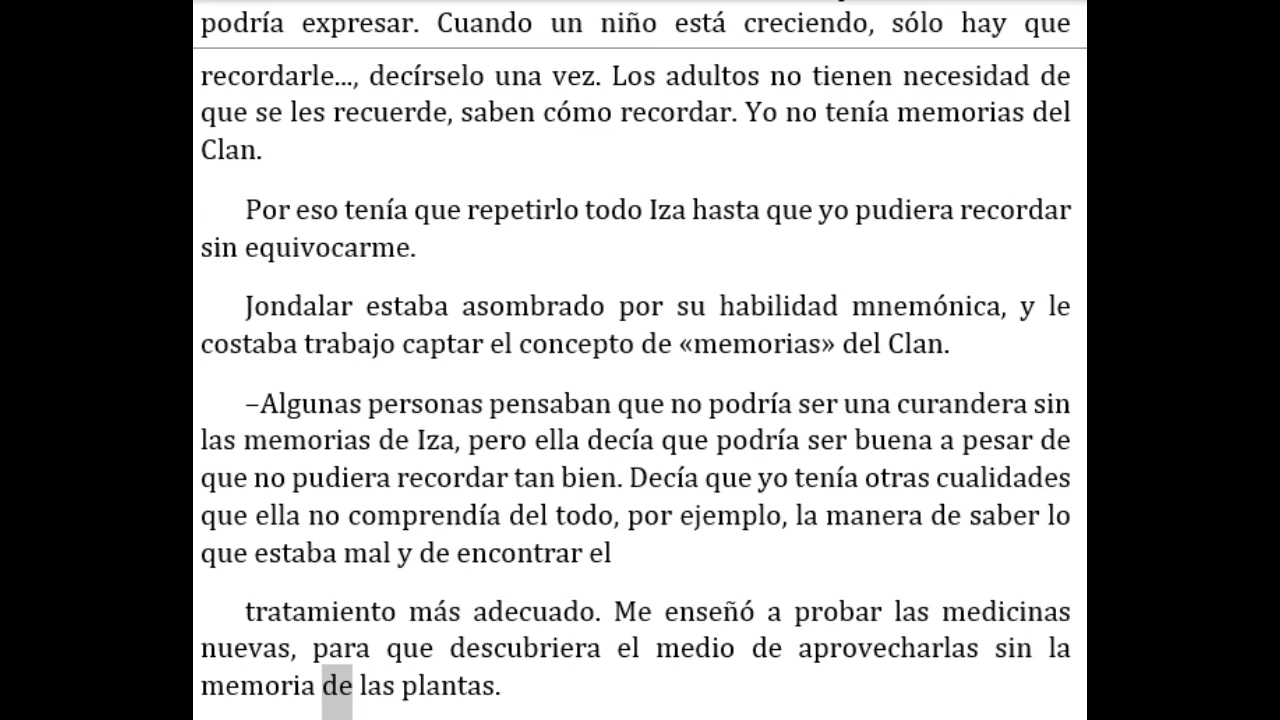 podría expresar. Cuando un niño está creciendo, sólo hay que
recordarle..., decírselo una vez. Los adultos no tienen necesidad de
que se les recuerde, saben cómo recordar. Yo no tenía memorias del
Clan.
Por eso tenía que repetirlo todo Iza hasta que yo pudiera recordar
sin equivocarme.
Jondalar estaba asombrado por su habilidad mnemónica, y le
costaba trabajo captar el concepto de «memorias» del Clan.
–Algunas personas pensaban que no podría ser una curandera sin
las memorias de Iza, pero ella decía que podría ser buena a pesar de
que no pudiera recordar tan bien. Decía que yo tenía otras cualidades
que ella no comprendía del todo, por ejemplo, la manera de saber lo
que estaba mal y de encontrar el
tratamiento más adecuado. Me enseñó a probar las medicinas
nuevas, para que descubriera el medio de aprovecharlas sin la
memoria de las plantas.